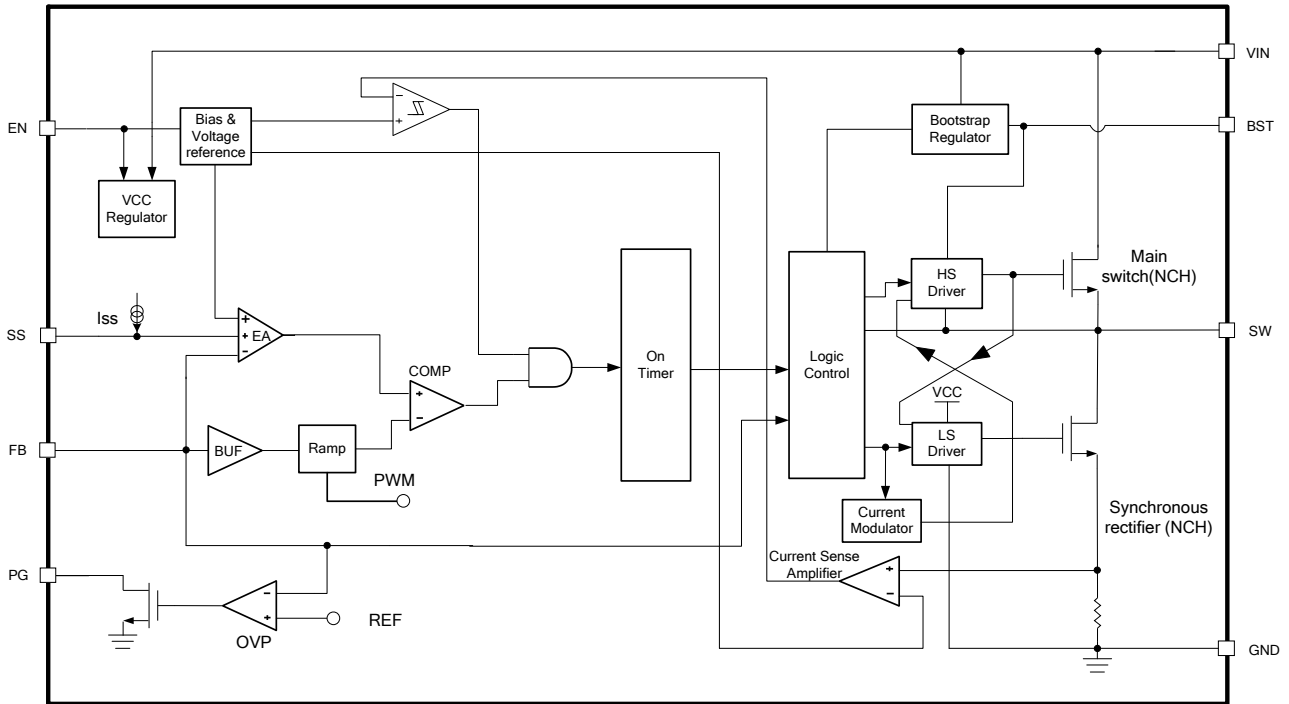 VIN
EN
Bias &
Voltage
reference
-
+
Bootstrap
Regulator
BST
VCC
Regulator
HS
Driver
Main
switch(NCH)
Iss
SS
+
+
-
EA
On
Timer
Logic
Control
SW
COMP
+
-
VCC
LS
Driver
FB
BUF
Ramp
PWM
Current
Modulator
Synchronous
rectifier (NCH)
Current Sense
Amplifier
+
-
PG
-
+
REF
OVP
GND